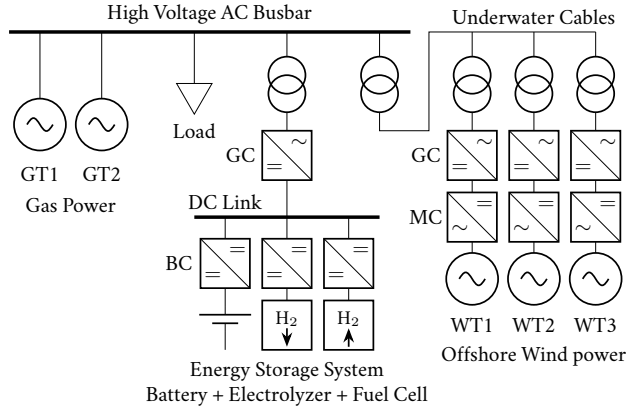 High Voltage AC Busbar
Underwater Cables
Load
GT1
GT2
Gas Power
GC
GC
DC Link
MC
BC
H2
H2
WT1
WT2
WT3
Offshore Wind power
Energy Storage System
Battery + Electrolyzer + Fuel Cell